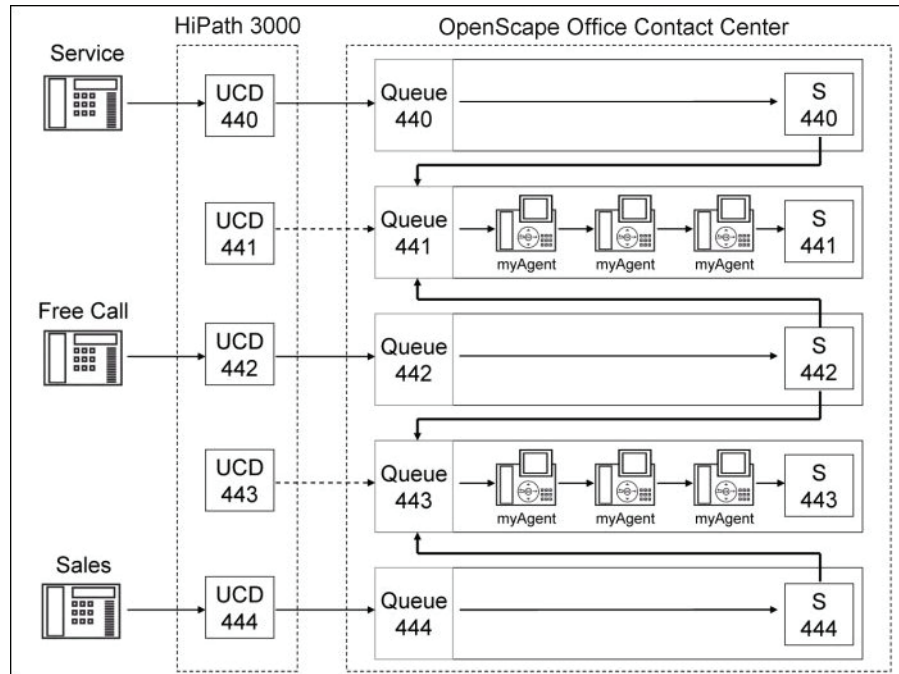 HiPath 3000
OpenScape Office Contact Center
Service
UCD
440
Queue
440
S
440
UCD
441
Queue
441
myAgent
myAgent
myAgent
S
441
Free Call
UCD
442
Queue
442
S
442
UCD
443
Queue
443
myAgent
myAgent
myAgent
S
443
Sales
UCD
444
Queue
444
S
444